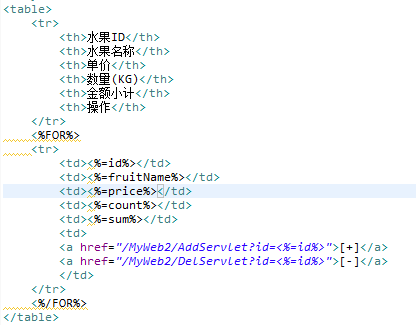 <table>
<tr>
<th>水果ID</th>
<th>水果名称</th>
<th>单价</th>
<th>数量(KG)</th>
<th>金额小计</th>
<th>操作</th>
</tr>
<%FOR%>
<tr>
<td><%=id%></td>
<td><%=fruitName%></td>
<td><%=price%></td>
<td><%=count%></td>
<td><%=sum%></td>
<td>
<a href="/MyWeb2/AddServlet?id=<%=id%>">[+]</a>
<a href="/MyWeb2/DelServlet?id=<%=id%>">[-]</a>
</td>
</tr>
<%/FOR%>
</table>